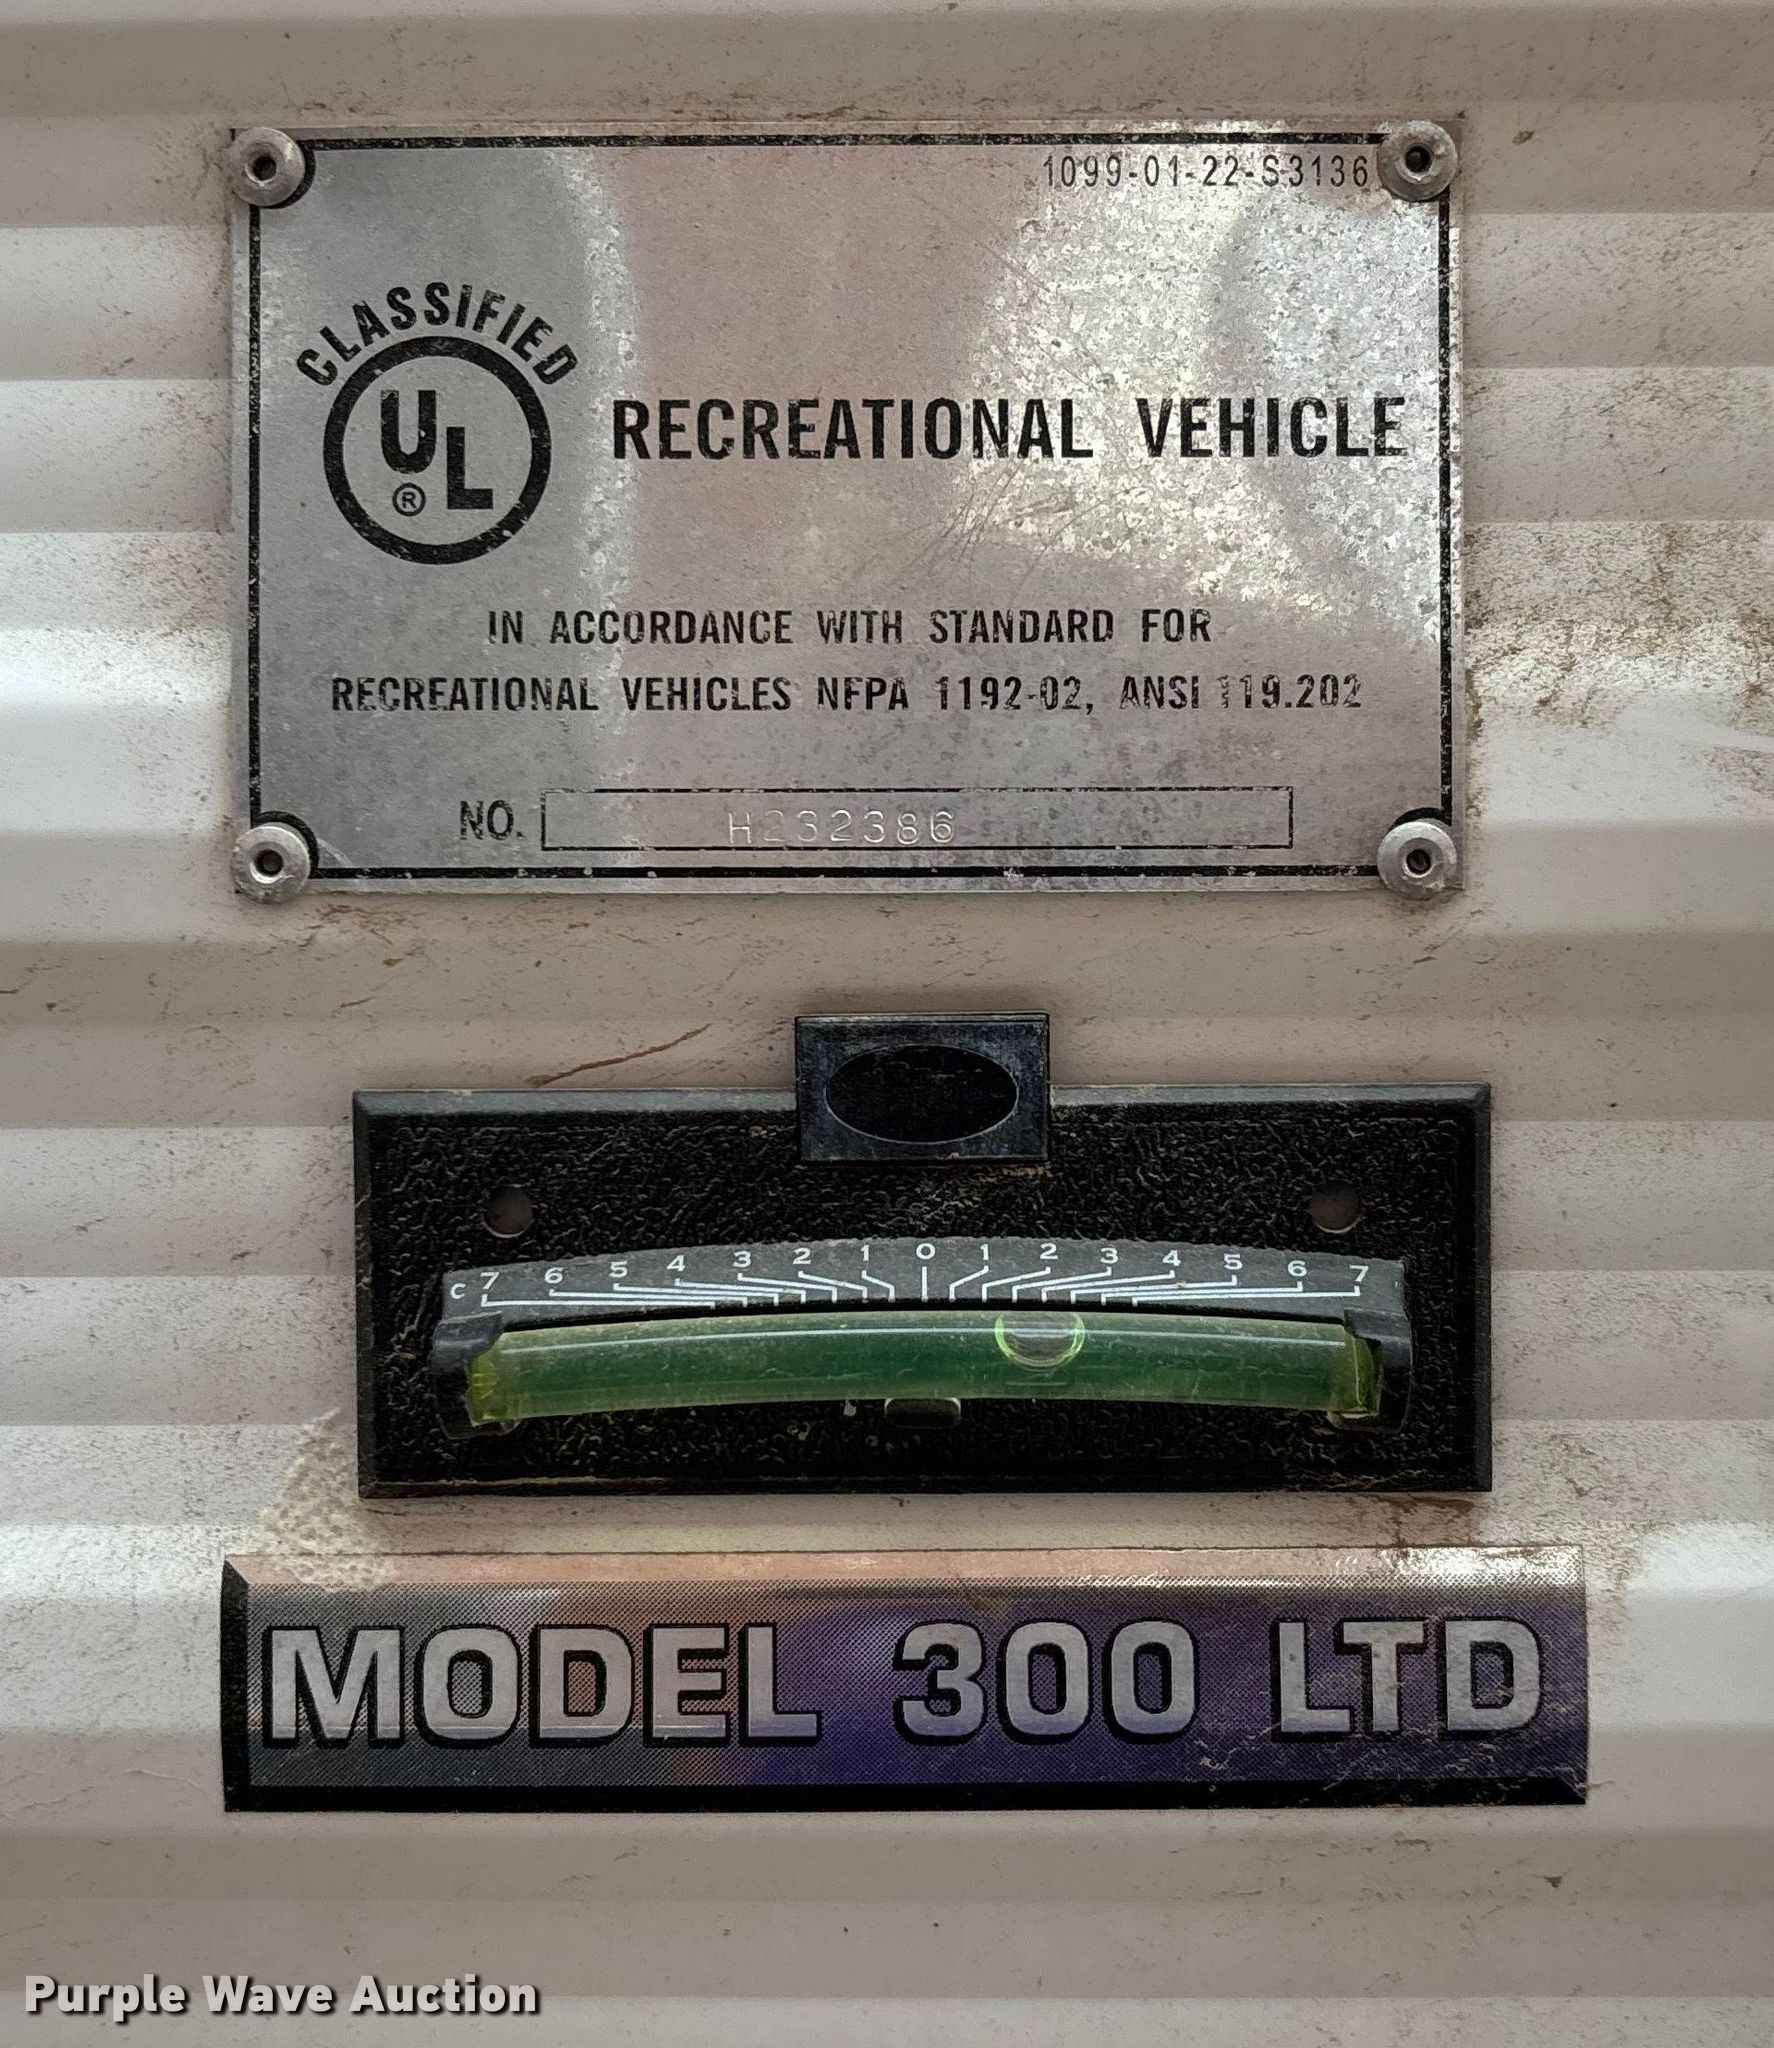 1099-01-22-S3136
CLASSIFIED
UL
®
RECREATIONAL VEHICLE
IN ACCORDANCE WITH STANDARD FOR
RECREATIONAL VEHICLES NFPA 1192-02, ANSI 119.202
NO. H232386
C 7 6 5 4 3 2 1 0 1 2 3 4 5 6 7
MODEL 300 LTD
Purple Wave Auction